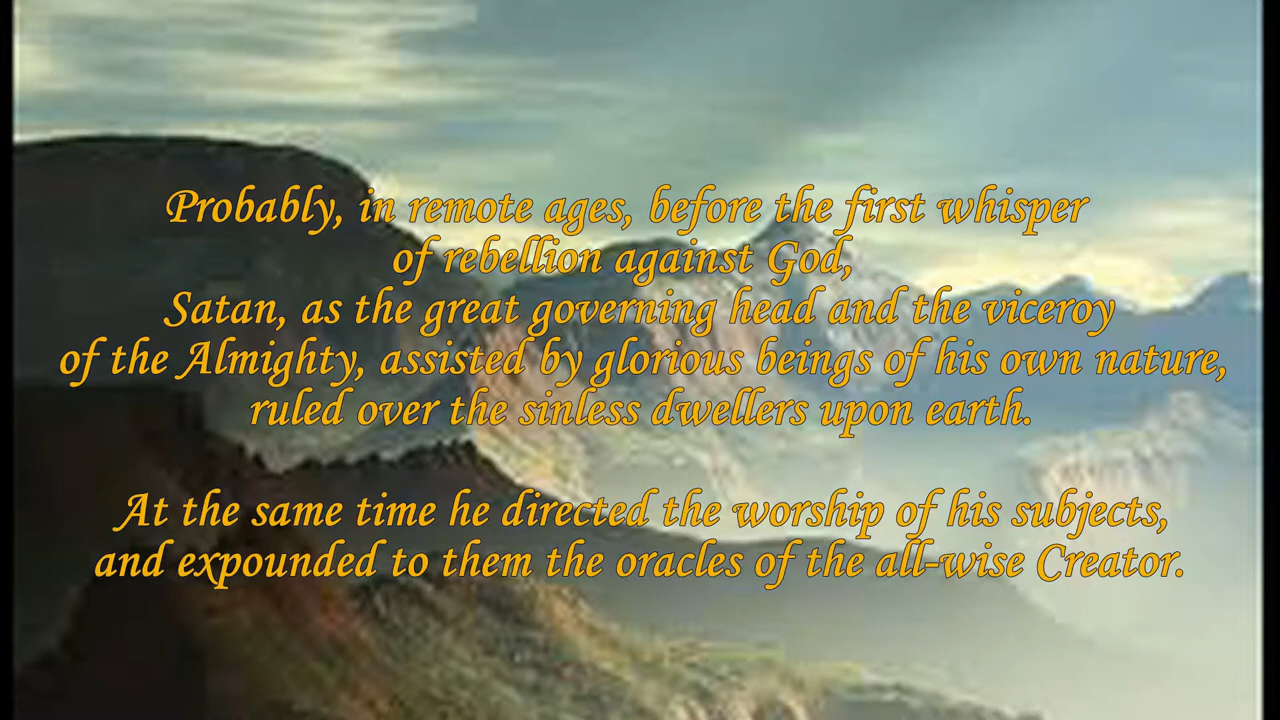 Probably, in remote ages, before the first whisper
of rebellion against God,
Satan, as the great governing head and the viceroy
of the Almighty, assisted by glorious beings of his own nature,
ruled over the sinless dwellers upon earth.
At the same time he directed the worship of his subjects,
and expounded to them the oracles of the all-wise Creator.